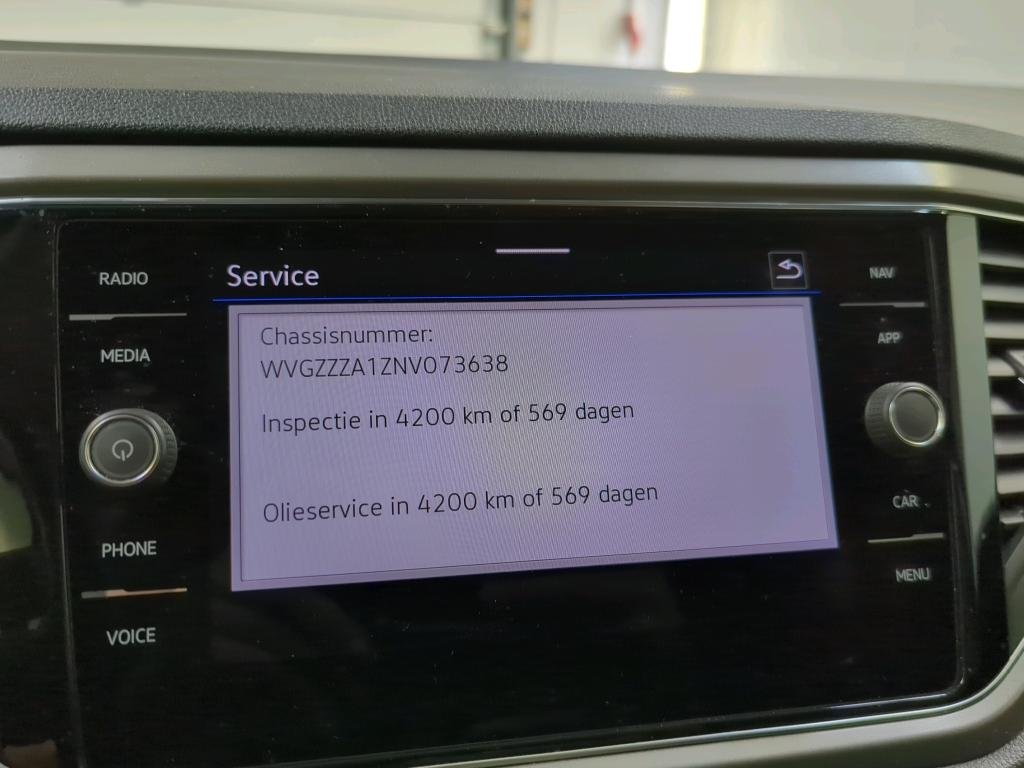 Service
RADIO
MEDIA
PHONE
VOICE
Chassisnummer:
WVGZZZA1ZNV073638
Inspectie in 4200 km of 569 dagen
Olieservice in 4200 km of 569 dagen
NAV
APP
CAR
MENU